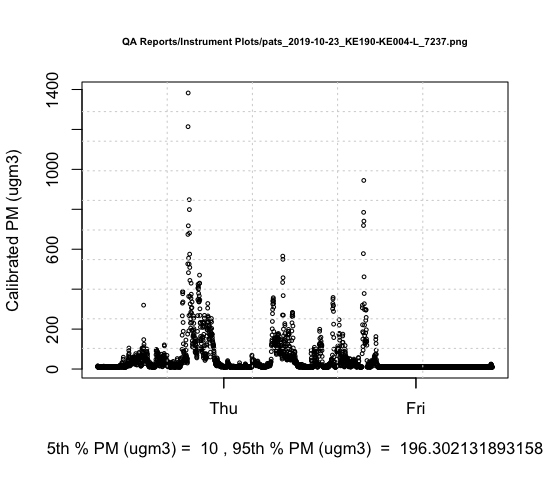 QA Reports/Instrument Plots/pats_2019-10-23_KE190-KE004-L_7237.png
Calibrated PM (ugm3)
1400
1000
600
200
0
Thu Fri
5th % PM (ugm3) = 10 , 95th % PM (ugm3) = 196.302131893158